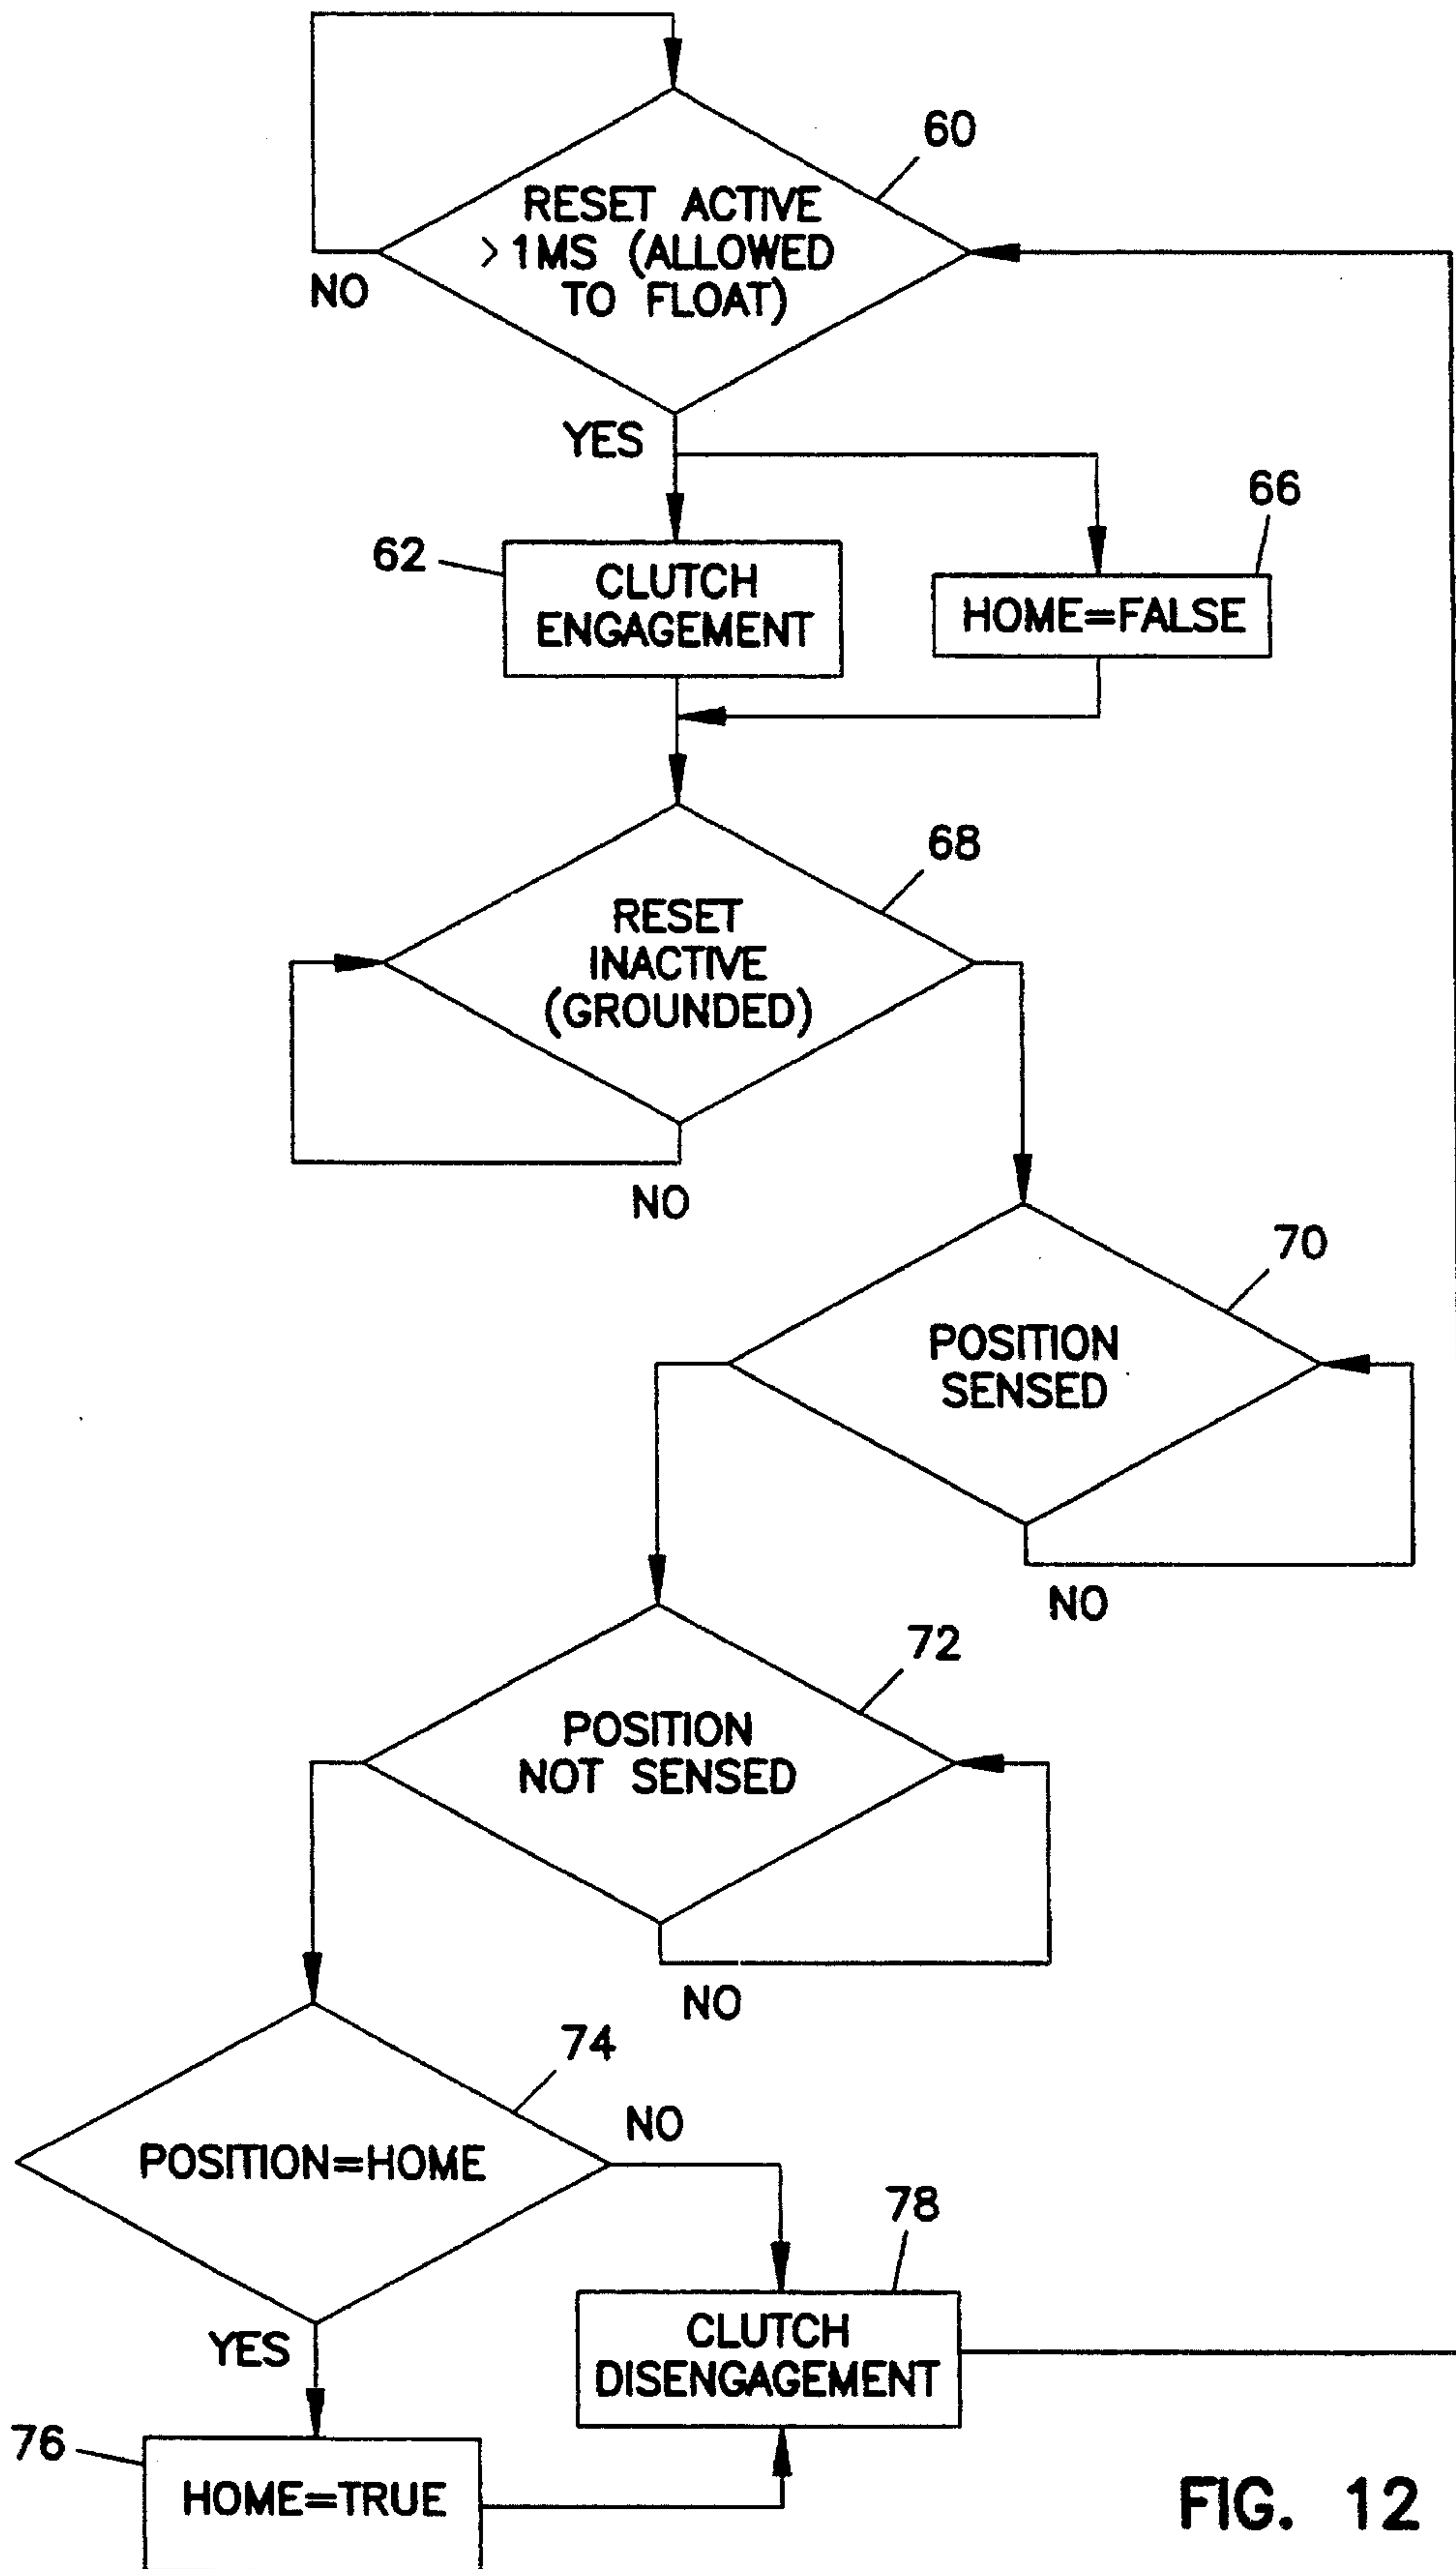 60
RESET ACTIVE
>1MS (ALLOWED
TO FLOAT)
NO
YES
66
62
CLUTCH
ENGAGEMENT
HOME=FALSE
68
RESET
INACTIVE
(GROUNDED)
NO
70
POSITION
SENSED
NO
72
POSITION
NOT SENSED
NO
74
NO
POSITION=HOME
78
YES
CLUTCH
DISENGAGEMENT
76
HOME=TRUE
FIG. 12